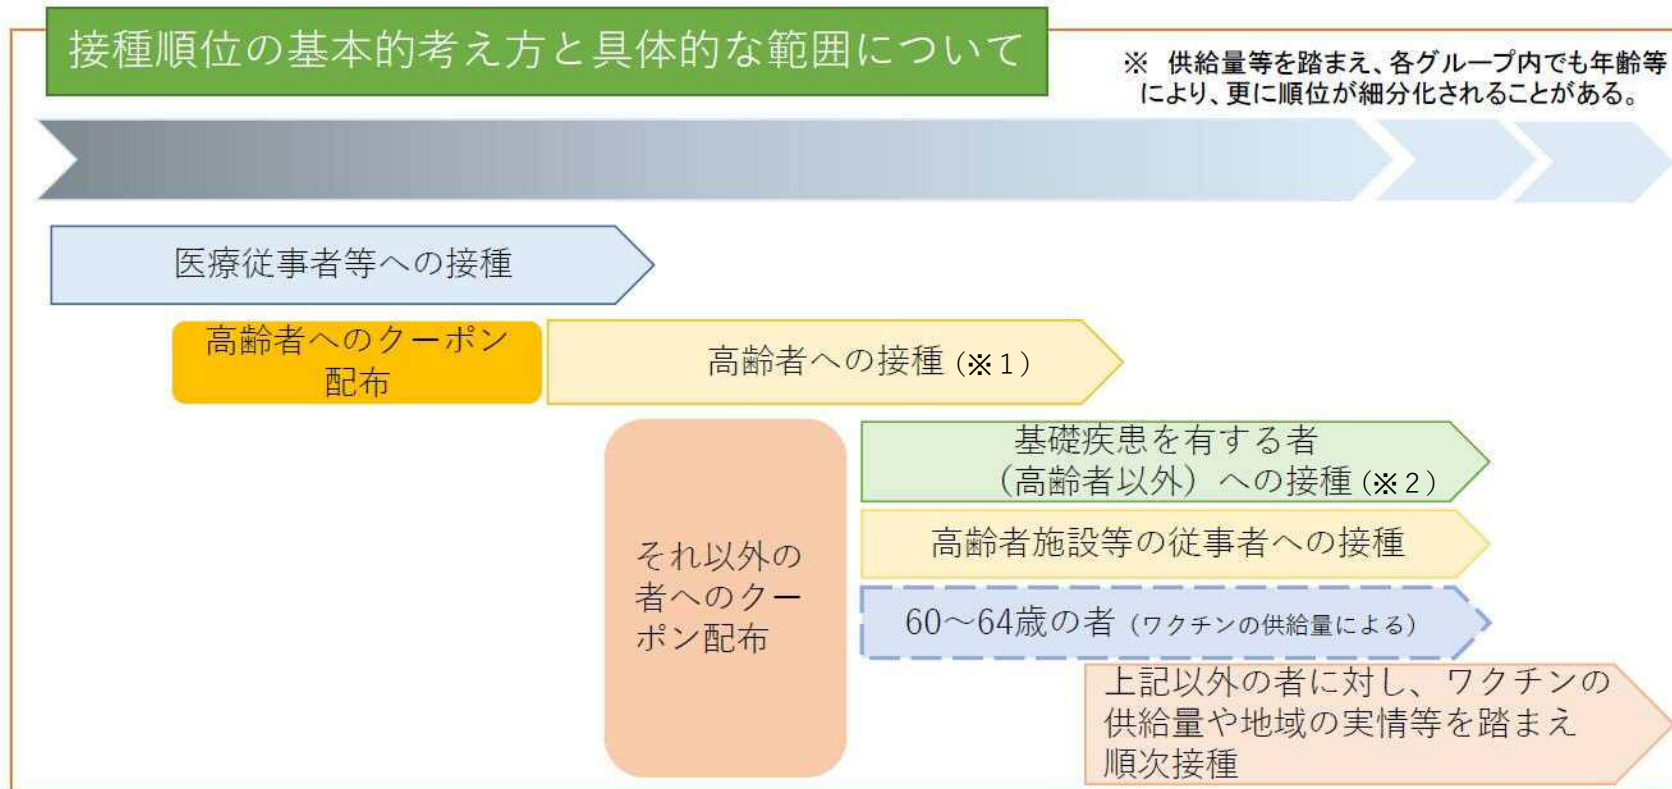 接種順位の基本的考え方と具体的な範囲について
※ 供給量等を踏まえ、各グループ内でも年齢等
により、更に順位が細分化されることがある。
医療従事者等への接種
高齢者へのクーポン
配布
高齢者への接種(※1)
基礎疾患を有する者
(高齢者以外)への接種(※2)
高齢者施設等の従事者への接種
それ以外の
者へのクー
ポン配布
60~64歳の者(ワクチンの供給量による)
上記以外の者に対し、ワクチンの
供給量や地域の実情等を踏まえ
順次接種